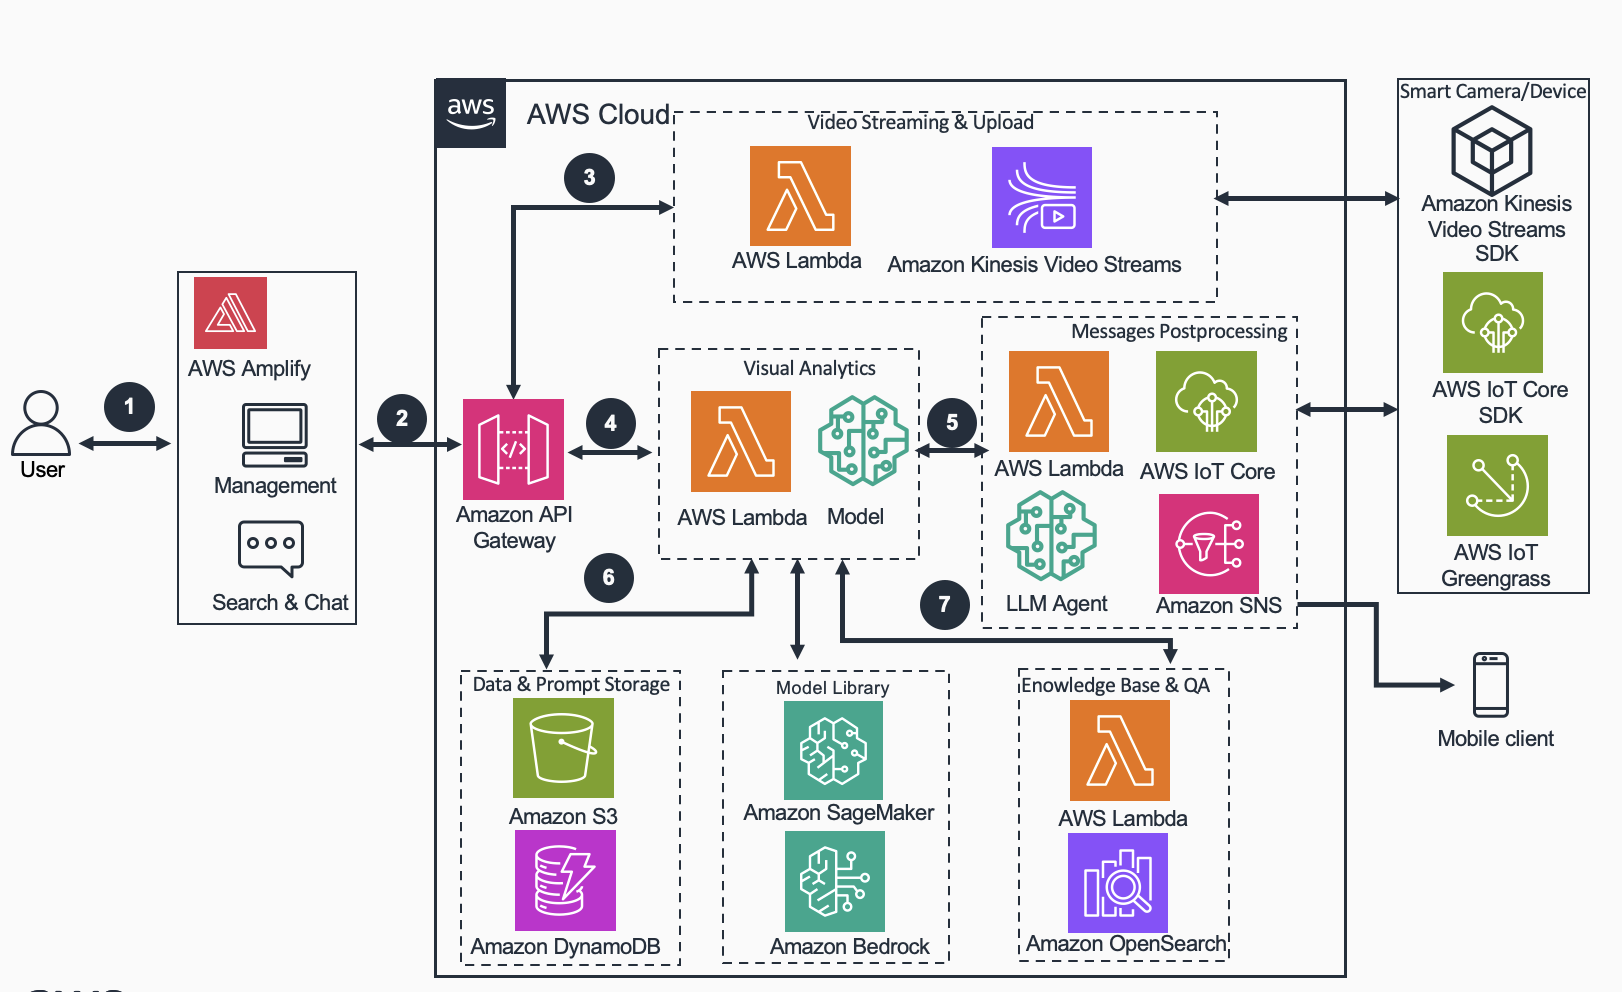 aws
AWS Cloud
Video Streaming & Upload
AWS Lambda
Amazon Kinesis Video Streams
Smart Camera/Device
Amazon Kinesis
Video Streams
SDK
AWS IoT Core
SDK
AWS IoT
Greengrass
3
1
User
AWS Amplify
Management
Search & Chat
2
Amazon API
Gateway
4
Visual Analytics
AWS Lambda
Model
5
Messages Postprocessing
AWS Lambda
AWS IoT Core
LLM Agent
Amazon SNS
6
7
Data & Prompt Storage
Amazon S3
Amazon DynamoDB
Model Library
Amazon SageMaker
Amazon Bedrock
Enowledge Base & QA
AWS Lambda
Amazon OpenSearch
Mobile client